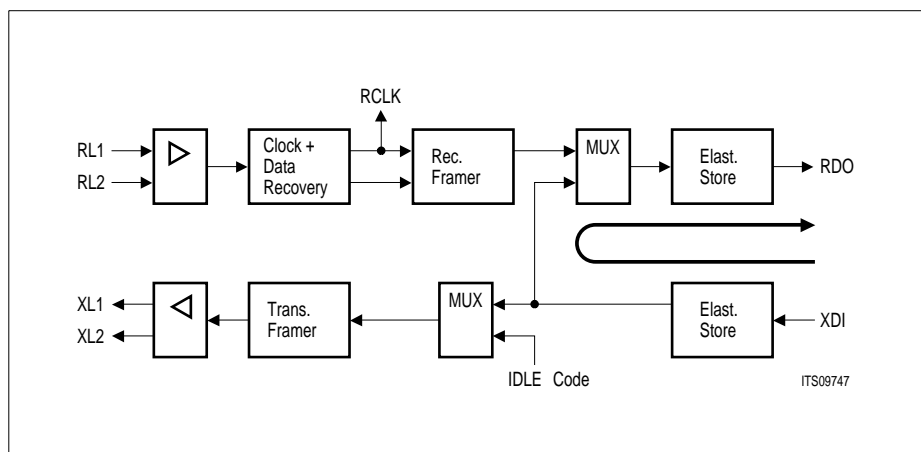 RCLK
RL1
RL2
Clock +
Data
Recovery
Rec.
Framer
MUX
Elast.
Store
RDO
XL1
XL2
Trans.
Framer
MUX
IDLE Code
Elast.
Store
XDI
ITS09747